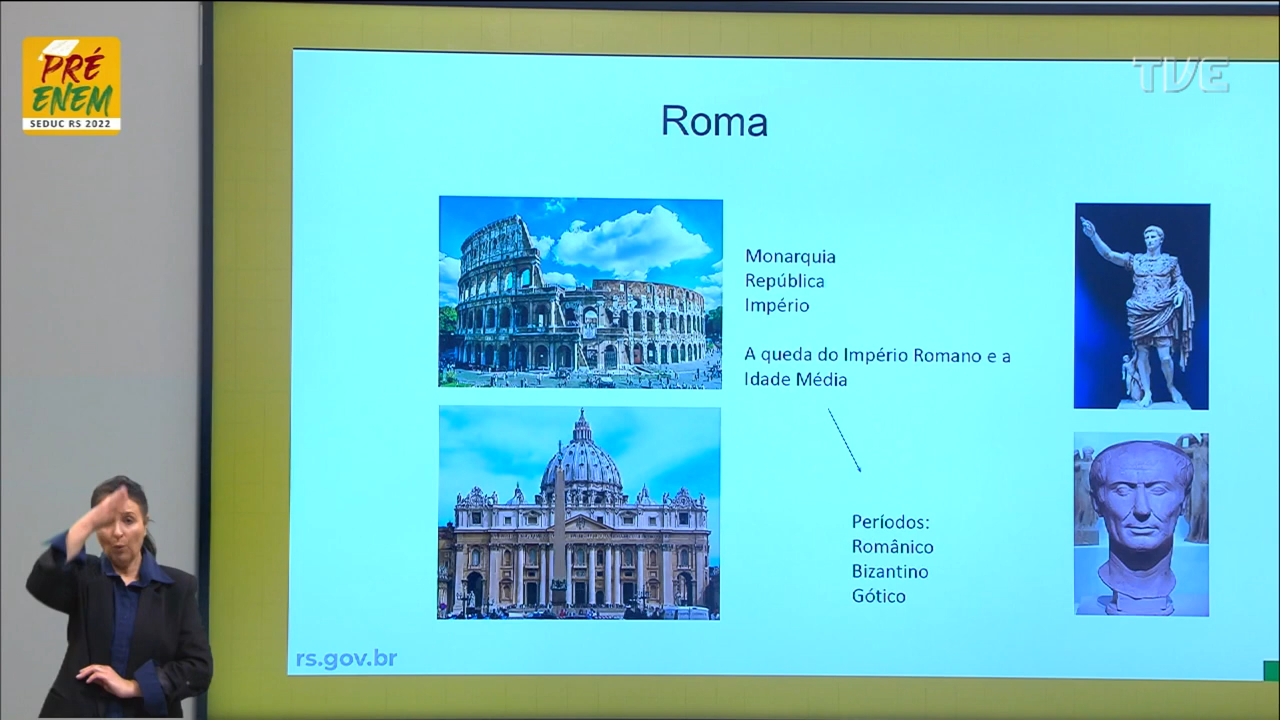 PRÉ
ENEM
SEDUC RS 2022
TVE
Roma
Monarquia
República
Império
A queda do Império Romano e a
Idade Média
Períodos:
Românico
Bizantino
Gótico
rs.gov.br